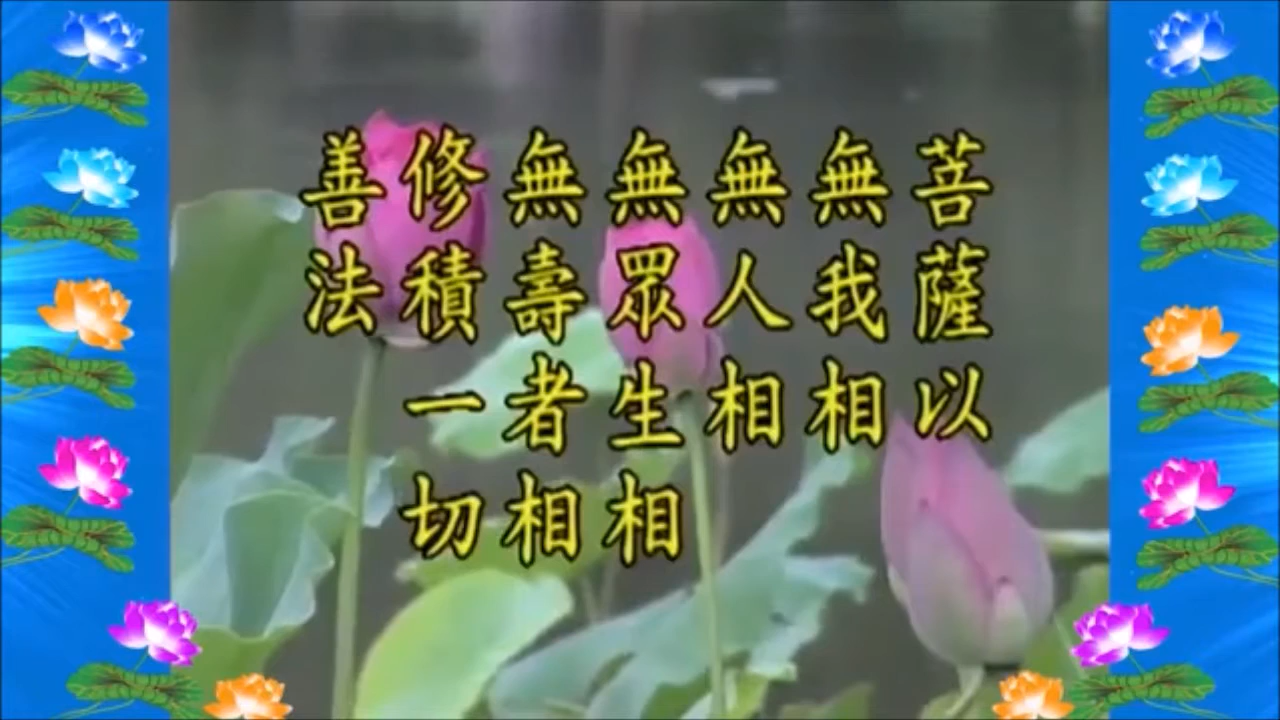 菩薩以
無我相
無人相
無眾生相
無壽者相
修積一切
善法